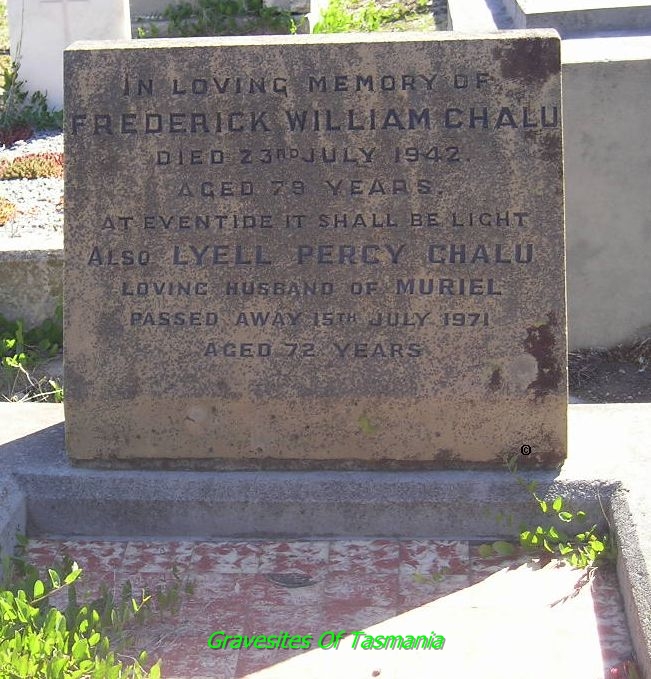 IN LOVING MEMORY OF
FREDERICK WILLIAM CHALU
DIED 23RD JULY 1942
AGED 79 YEARS.
AT EVENTIDE IT SHALL BE LIGHT
ALSO LYELL PERCY CHALU
LOVING HUSBAND OF MURIEL
PASSED AWAY 15TH JULY 1971
AGED 72 YEARS
©
Gravesites Of Tasmania